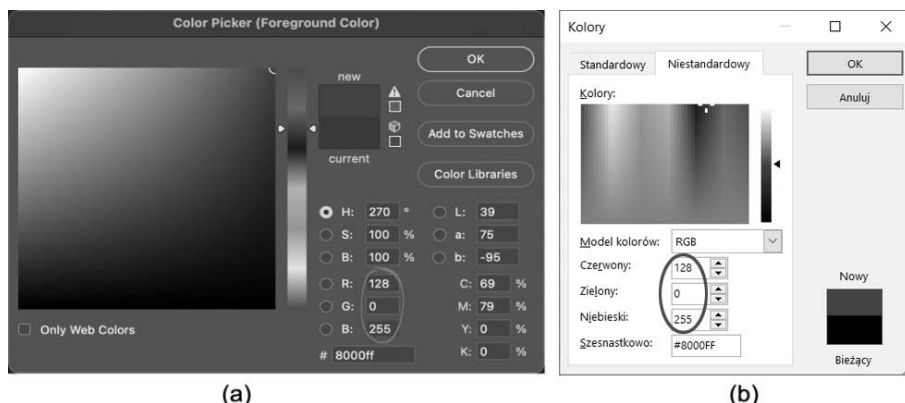 Color Picker (Foreground Color)
new
current
OK
Cancel
Add to Swatches
Color Libraries
H: 270 °
S: 100 %
B: 100 %
R: 128
G: 0
B: 255
# 8000ff
L: 39
a: 75
b: -95
C: 69 %
M: 79 %
Y: 0 %
K: 0 %
Only Web Colors
(a)
Kolory
Standardowy Niestandardowy
OK
Anuluj
Kolory:
Model kolorów: RGB
Czerwony: 128
Zielony: 0
Niebieski: 255
Szesnastkowo: #8000FF
Nowy
Bieżący
(b)